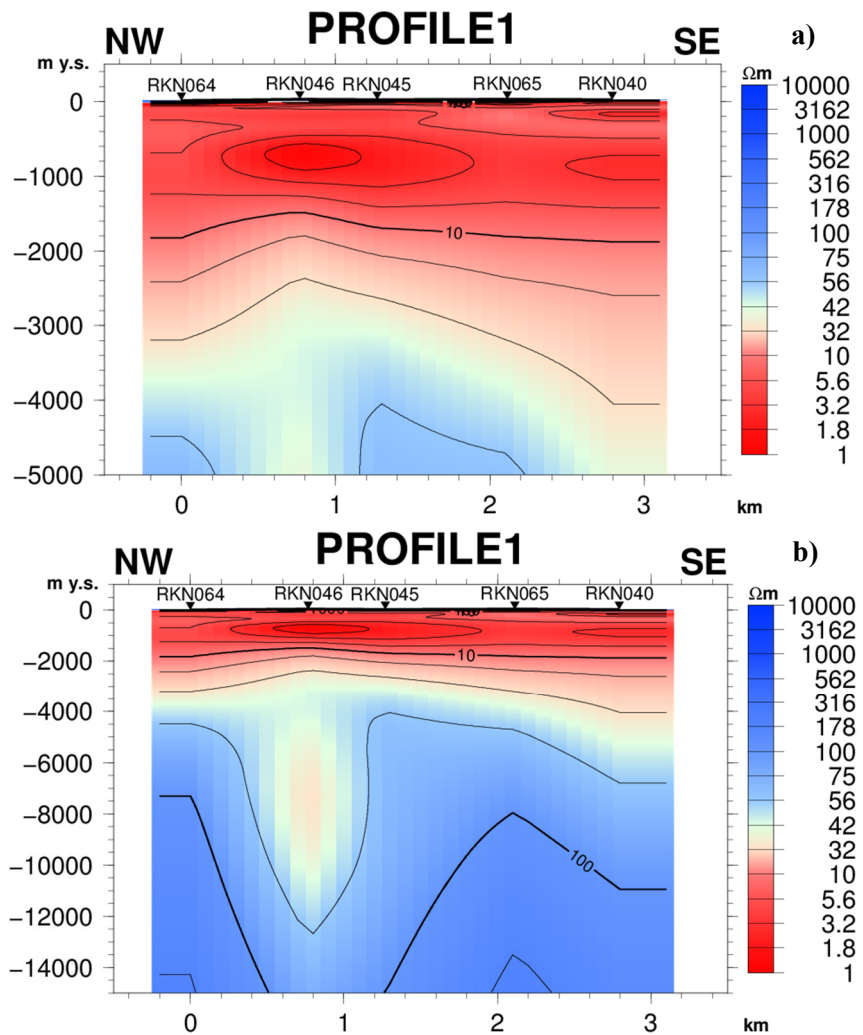 PROFILE1
a)
NW
SE
m y.s.
RKN064
RKN046
RKN045
RKN065
RKN040
Ωm
0
−1000
−2000
−3000
−4000
−5000
10
10000
3162
1000
562
316
178
100
75
56
42
32
10
5.6
3.2
1.8
1
0
1
2
3
km
PROFILE1
b)
NW
SE
m y.s.
RKN064
RKN046
RKN045
RKN065
RKN040
Ωm
0
−2000
−4000
−6000
−8000
−10000
−12000
−14000
10
100
10000
3162
1000
562
316
178
100
75
56
42
32
10
5.6
3.2
1.8
1
0
1
2
3
km